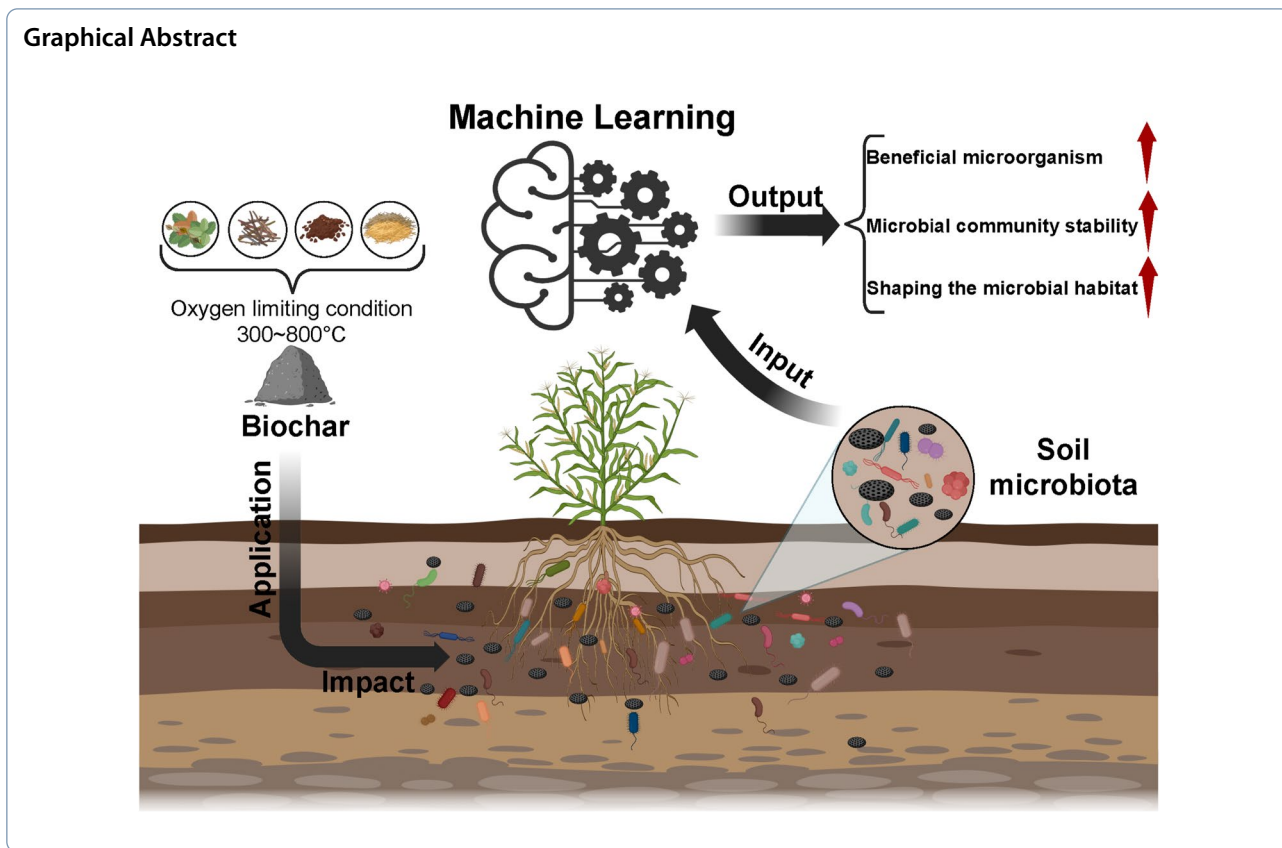 Graphical Abstract
Machine Learning
Output
Beneficial microorganism
Microbial community stability
Shaping the microbial habitat
Oxygen limiting condition
300~800°C
Biochar
Input
Soil
microbiota
Application
Impact